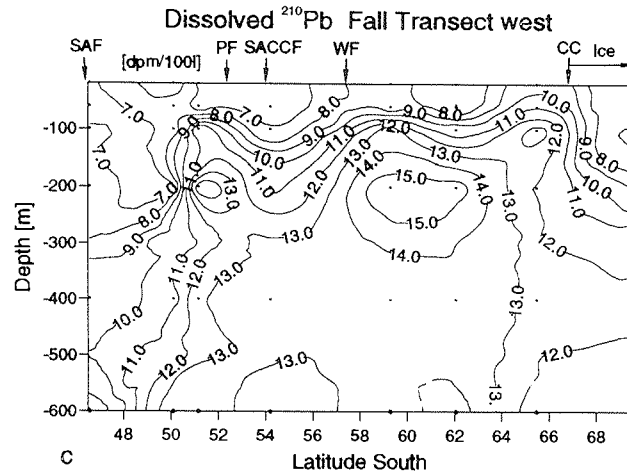 Dissolved ²¹⁰Pb Fall Transect west
SAF [dpm/100l] PF SACCF WF CC Ice
7.0 7.0 8.0 9.0 8.0 10.0
9.0 8.0 9.0 12.0 11.0 12.0 9.0 8.0
-100 7.0 10.0 11.0 13.0 13.0 10.0
11.0 13.0 12.0 14.0 15.0 14.0 13.0 11.0
-200 7.0 8.0 15.0
-300 9.0 13.0 14.0 12.0
11.0 12.0 13.0
-400 10.0
-500 11.0 12.0 13.0 13.0 13. 12.0
-600
Depth [m]
48 50 52 54 56 58 60 62 64 66 68
C Latitude South